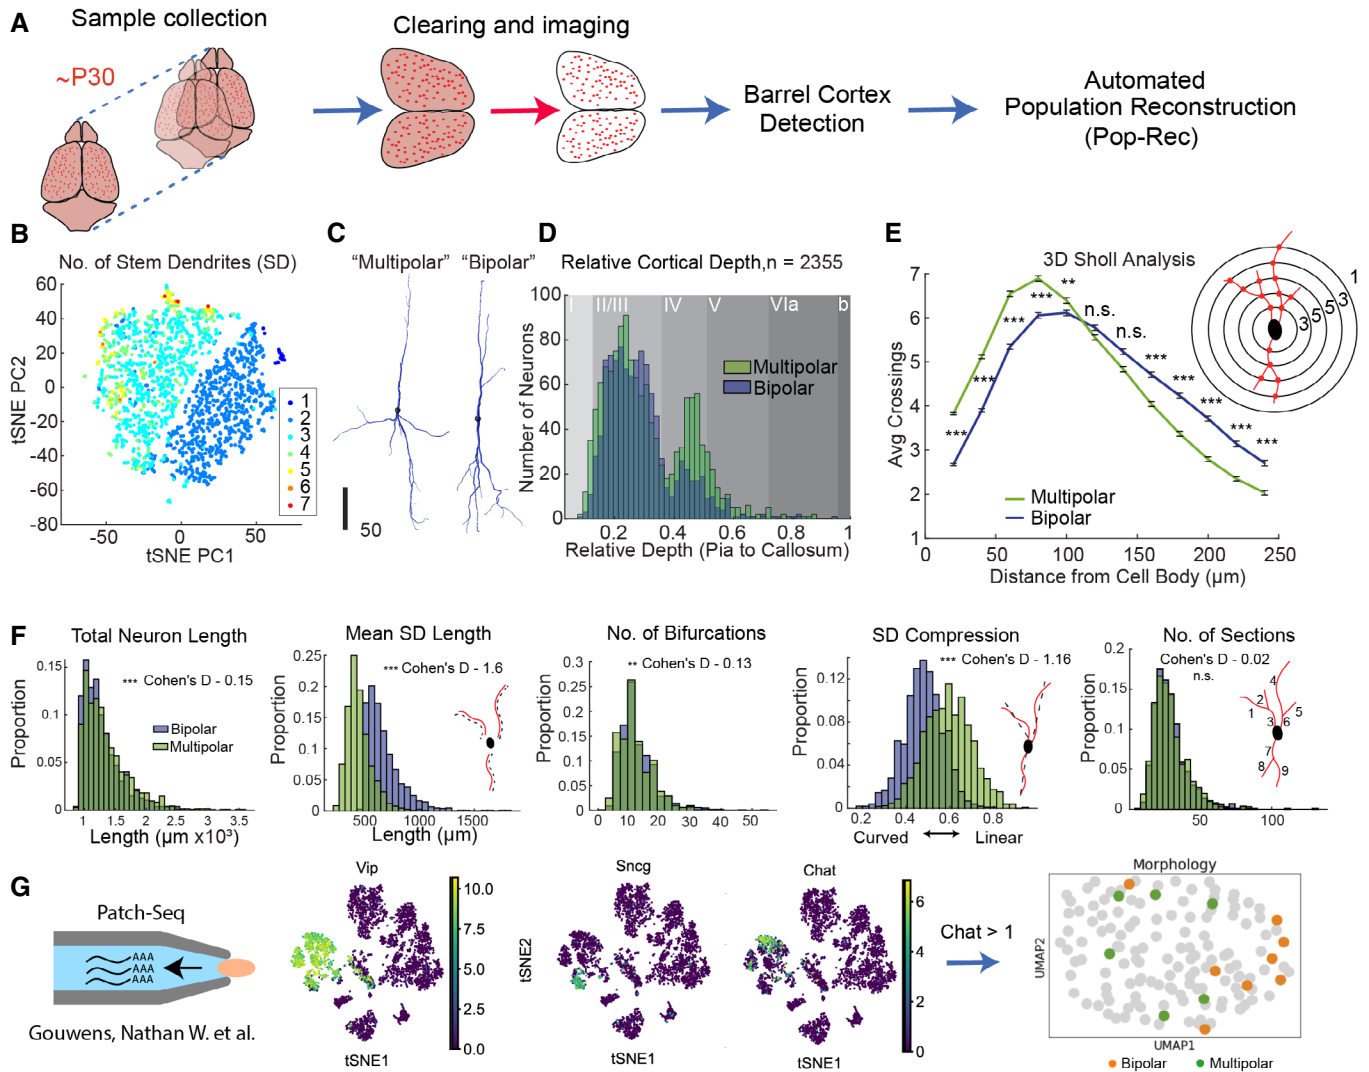 A
Sample collection
~P30
Clearing and imaging
Barrel Cortex
Detection
Automated
Population Reconstruction
(Pop-Rec)
B
No. of Stem Dendrites (SD)
60
40
20
0
-20
-40
-60
-80
tSNE PC2
-50
0
50
tSNE PC1
1
2
3
4
5
6
7
C
“Multipolar”
“Bipolar”
50
D
Relative Cortical Depth,n = 2355
100
80
60
40
20
0
Number of Neurons
I
II/III
IV
V
VIa
b
Multipolar
Bipolar
0.2
0.4
0.6
0.8
1
Relative Depth (Pia to Callosum)
E
3D Sholl Analysis
7
6
5
4
3
2
1
Avg Crossings
***
***
***
***
**
n.s.
n.s.
***
***
***
***
***
Multipolar
Bipolar
0
50
100
150
200
250
Distance from Cell Body (µm)
3
5
5
3
1
F
Total Neuron Length
0.15
0.1
0.05
0
Proportion
*** Cohen's D - 0.15
Bipolar
Multipolar
1
1.5
2
2.5
3
3.5
Length (µm x10³)
Mean SD Length
0.25
0.2
0.15
0.1
0.05
0
Proportion
*** Cohen's D - 1.6
500
1000
1500
Length (µm)
No. of Bifurcations
0.3
0.2
0.1
0
Proportion
** Cohen's D - 0.13
0
10
20
30
40
50
SD Compression
0.12
0.08
0.04
0
Proportion
*** Cohen's D - 1.16
0.2
0.4
0.6
0.8
Curved
Linear
No. of Sections
0.2
0.15
0.1
0.05
0
Proportion
Cohen's D - 0.02
n.s.
1
2
3
4
5
6
7
8
9
50
100
G
Patch-Seq
AAA
AAA
AAA
Gouwens, Nathan W. et al.
Vip
tSNE1
10.0
7.5
5.0
2.5
0.0
tSNE2
Sncg
tSNE1
Chat
tSNE1
6
4
2
0
Chat > 1
Morphology
UMAP2
UMAP1
Bipolar
Multipolar